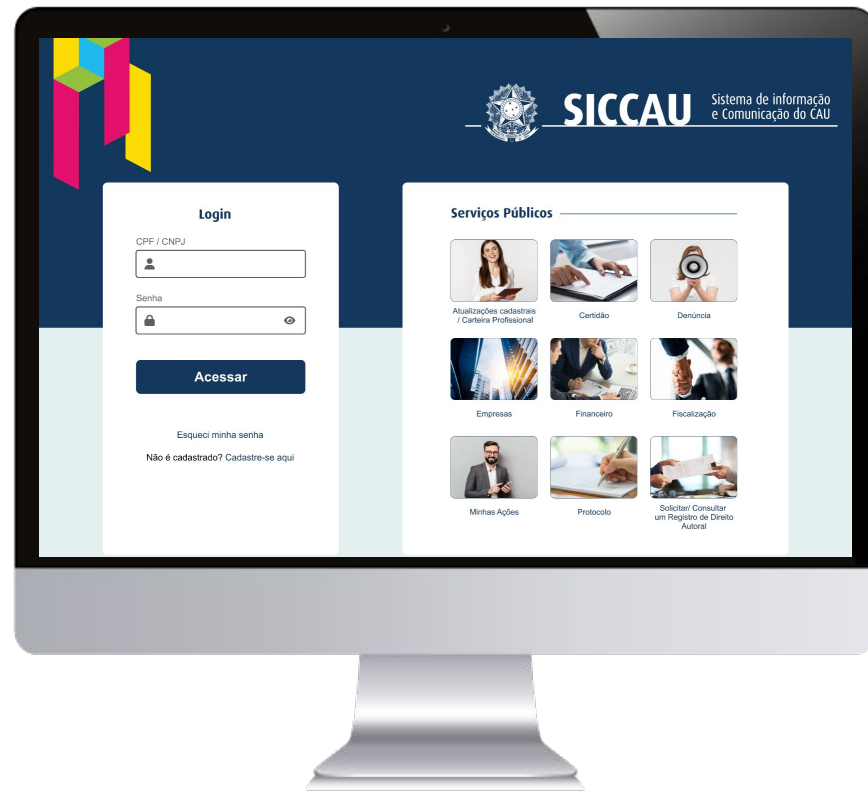 SICCAU
Sistema de informação
e Comunicação do CAU
Login
CPF / CNPJ
Senha
Acessar
Esqueci minha senha
Não é cadastrado? Cadastre-se aqui
Serviços Públicos
Atualizações cadastrais
/ Carteira Profissional
Certidão
Denúncia
Empresas
Financeiro
Fiscalização
Minhas Ações
Protocolo
Solicitar/ Consultar
um Registro de Direito
Autoral